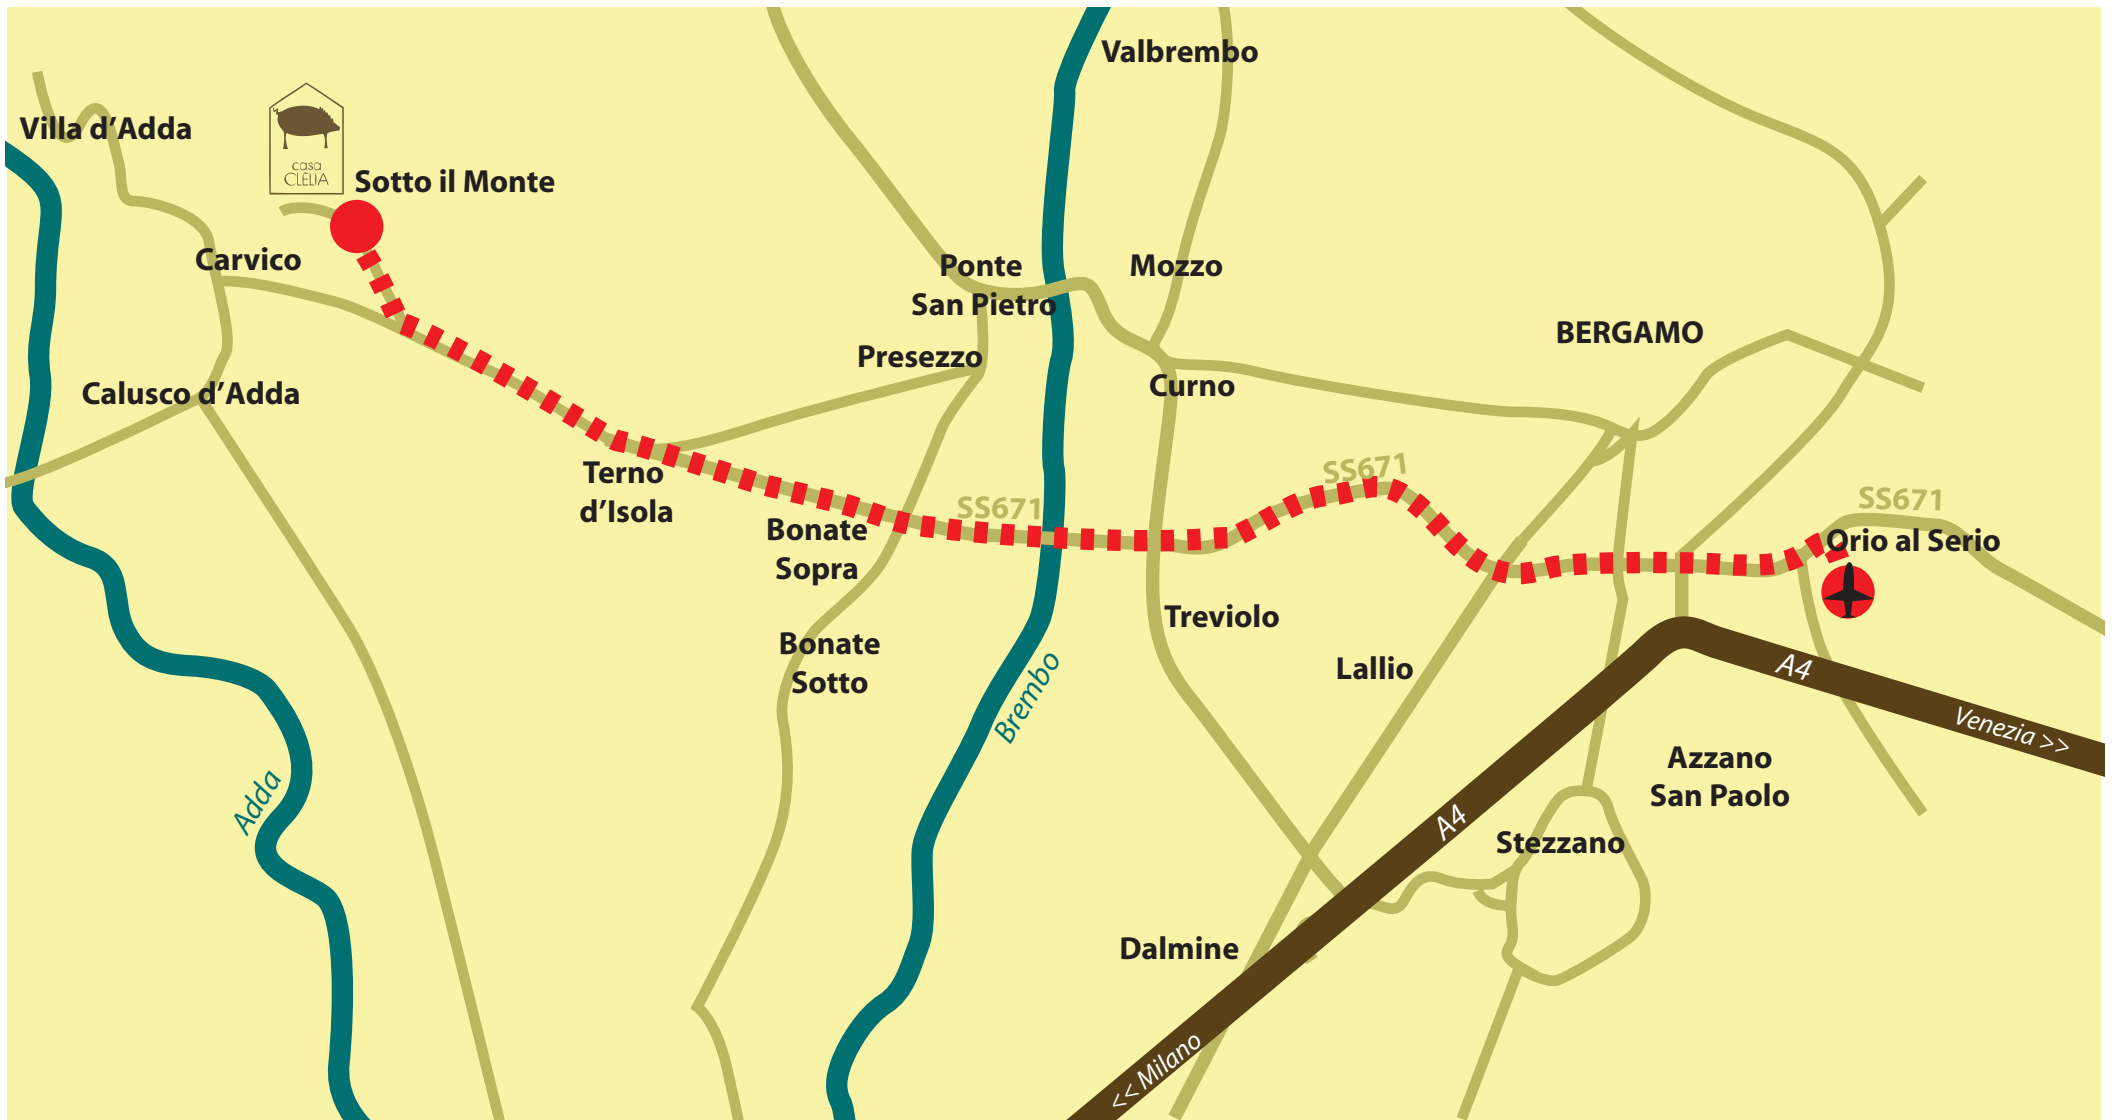 Valbrembo
Villa d’Adda
casa
CLELIA
Sotto il Monte
Carvico
Ponte
San Pietro
Mozzo
BERGAMO
Presezzo
Curno
Calusco d’Adda
Terno
d’Isola
SS671
SS671
SS671
Bonate
Sopra
Orio al Serio
Treviolo
Bonate
Sotto
Lallio
Brembo
A4
Venezia >>
Azzano
San Paolo
Adda
A4
Stezzano
Dalmine
<< Milano